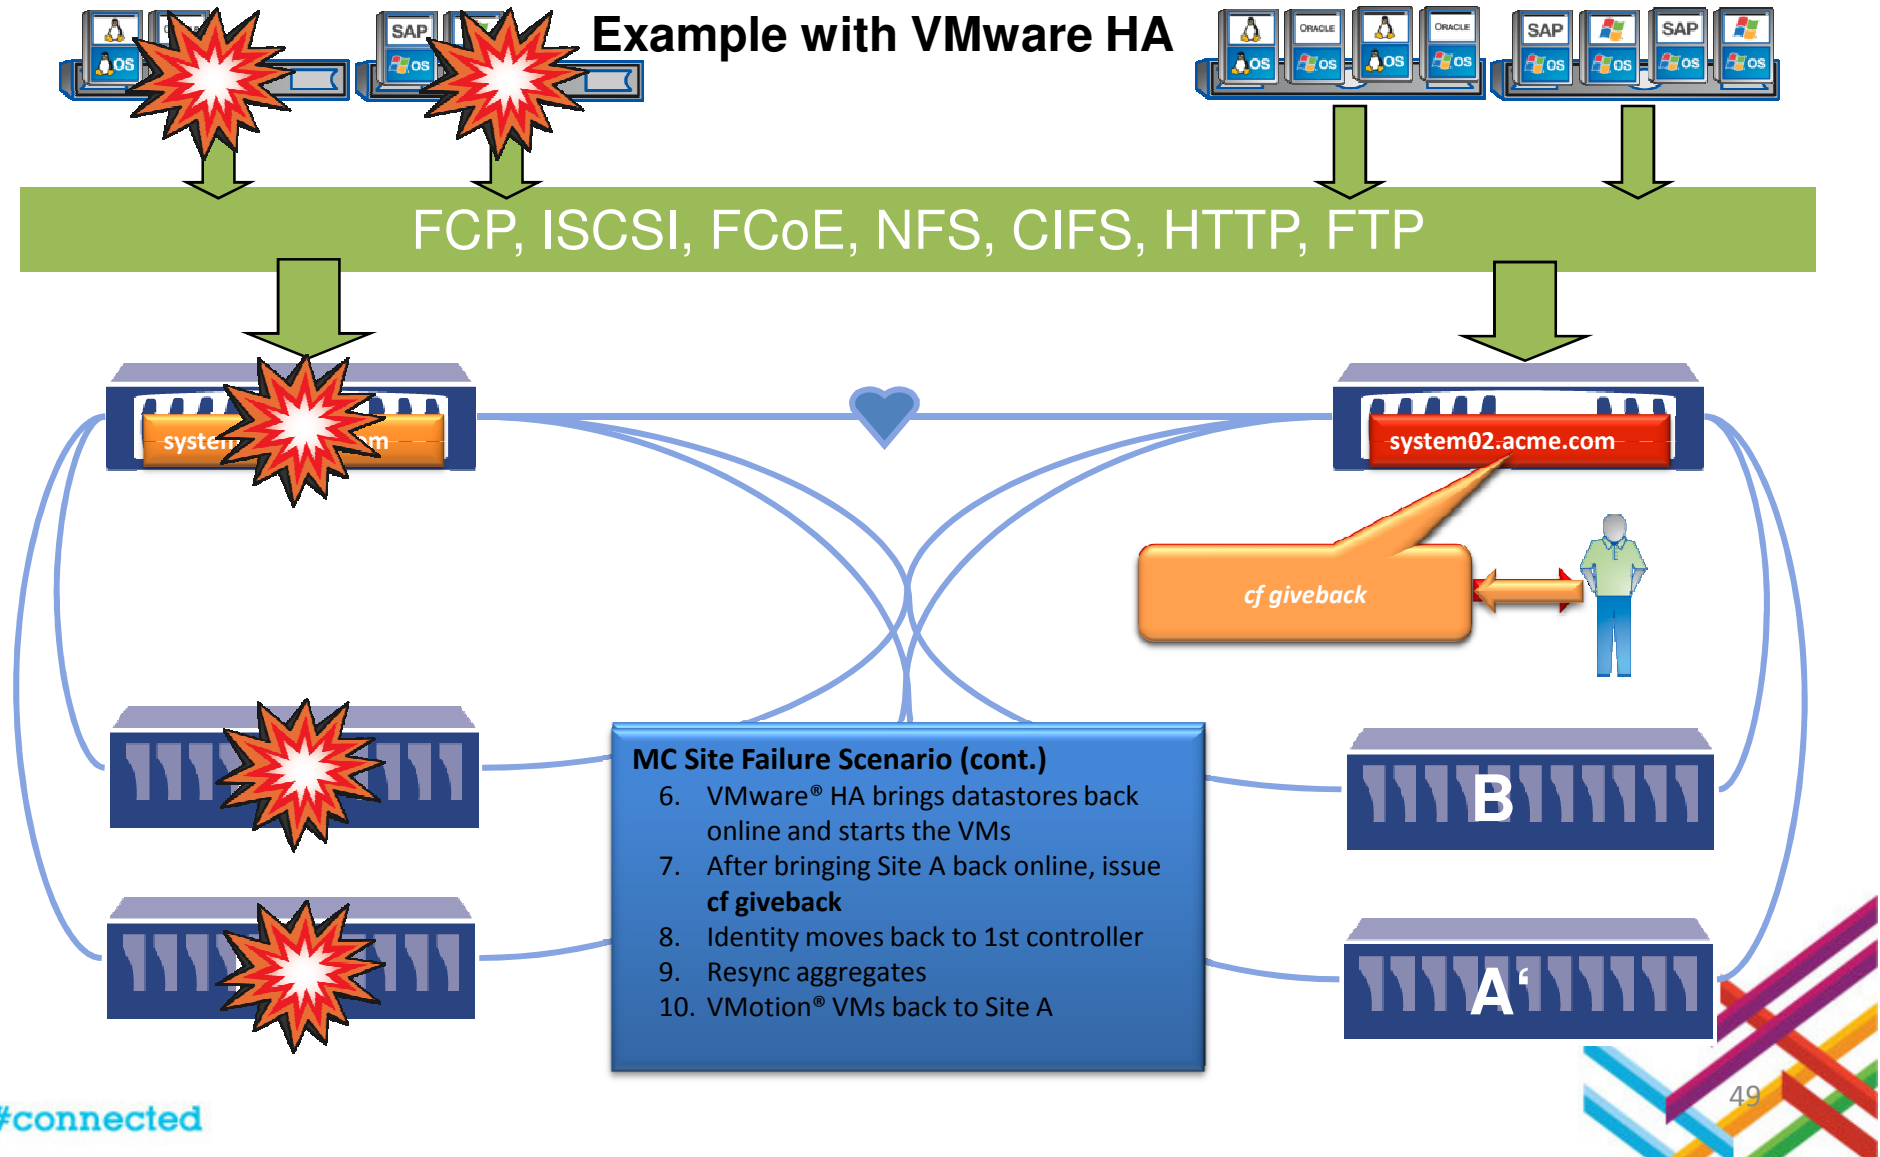 Example with VMware HA
SAP
ORACLE
ORACLE
SAP
SAP
OS
OS
OS
OS
OS
OS
OS
OS
OS
OS
FCP, ISCSI, FCoE, NFS, CIFS, HTTP, FTP
system02.acme.com
cf giveback
MC Site Failure Scenario (cont.)
6. VMware® HA brings datastores back
online and starts the VMs
7. After bringing Site A back online, issue
cf giveback
8. Identity moves back to 1st controller
9. Resync aggregates
10. VMotion® VMs back to Site A
B
A‘
#connected
49